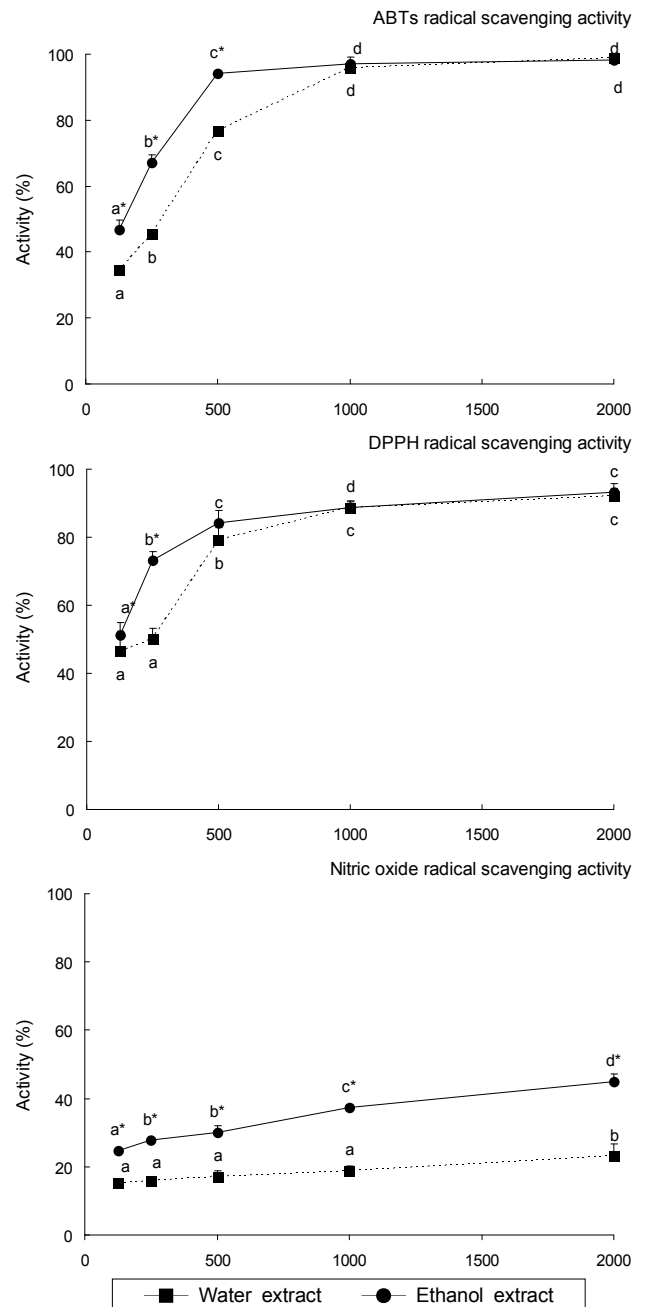 ABTs radical scavenging activity
100
80
60
40
20
0
Activity (%)
a*
b*
c*
d
d
a
b
c
d
d
0 500 1000 1500 2000
DPPH radical scavenging activity
100
80
60
40
20
0
Activity (%)
a*
b*
c
d
c
a
a
b
c
c
0 500 1000 1500 2000
Nitric oxide radical scavenging activity
100
80
60
40
20
0
Activity (%)
a*
b*
b*
c*
d*
a
a
a
a
b
0 500 1000 1500 2000
Water extract Ethanol extract